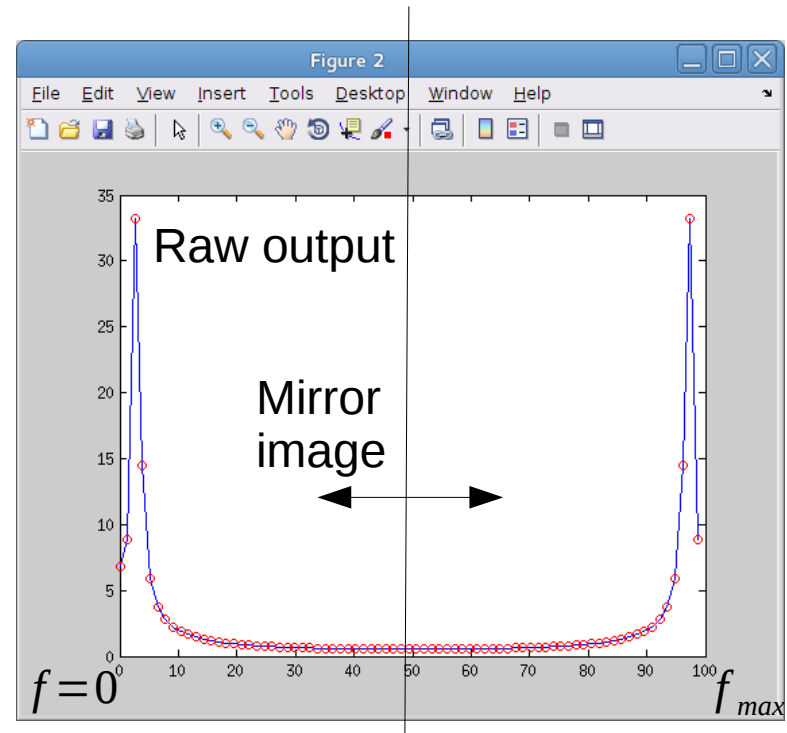 Figure 2
File Edit View Insert Tools Desktop Window Help
35
30
25
20
15
10
5
0
Raw output
Mirror
image
0 10 20 30 40 50 60 70 80 90 100
f=0
f max